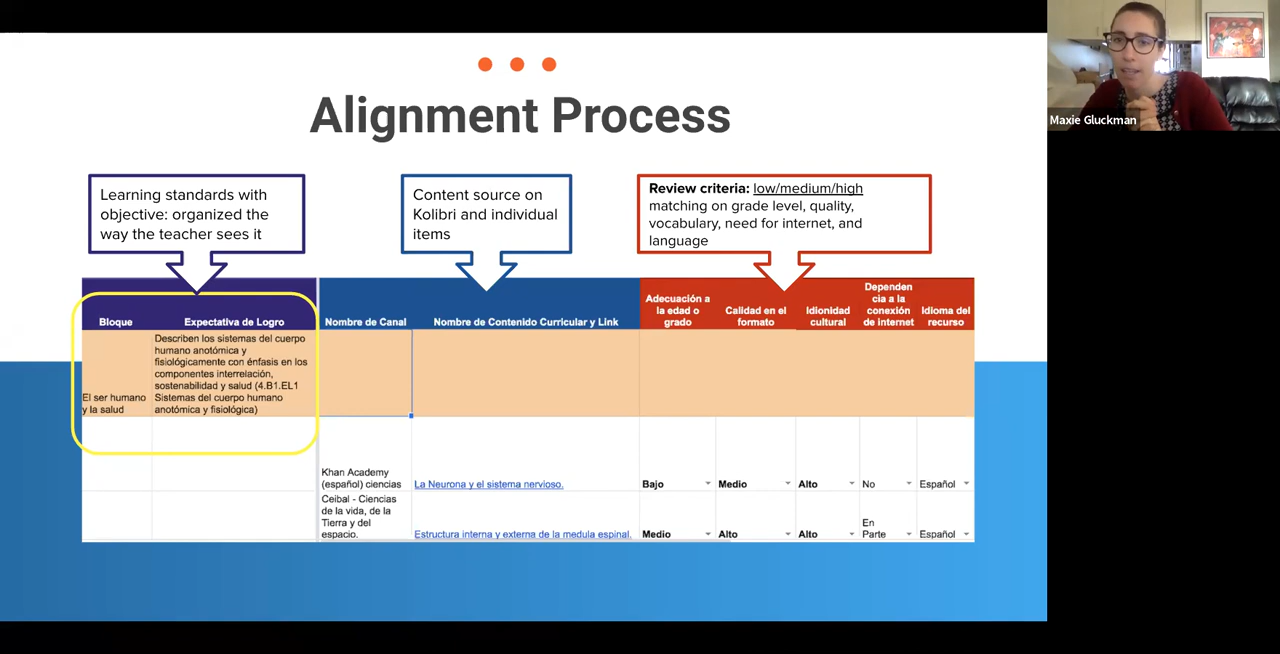 Alignment Process
Learning standards with
objective: organized the
way the teacher sees it
Content source on
Kolibri and individual
items
Review criteria: low/medium/high
matching on grade level, quality,
vocabulary, need for internet, and
language
Bloque
Expectativa de Logro
Nombre de Canal
Nombre de Contenido Curricular y Link
Adecuación a
la edad o
grado
Calidad en el
formato
Idionidad
cultural
Dependen
cia a la
conexión
de internet
Idioma del
recurso
El ser humano
y la salud
Describen los sistemas del cuerpo
humano anotómica y
fisiológicamente con énfasis en los
componentes interrelación,
sostenabilidad y salud (4.B1.EL1
Sistemas del cuerpo humano
anotómica y fisiológica)
Khan Academy
(español) ciencias
La Neurona y el sistema nervioso.
Bajo
Medio
Alto
No
Español
Ceibal - Ciencias
de la vida, de la
Tierra y del
espacio.
Estructura interna y externa de la medula espinal.
Medio
Alto
Alto
En
Parte
Español
Maxie Gluckman